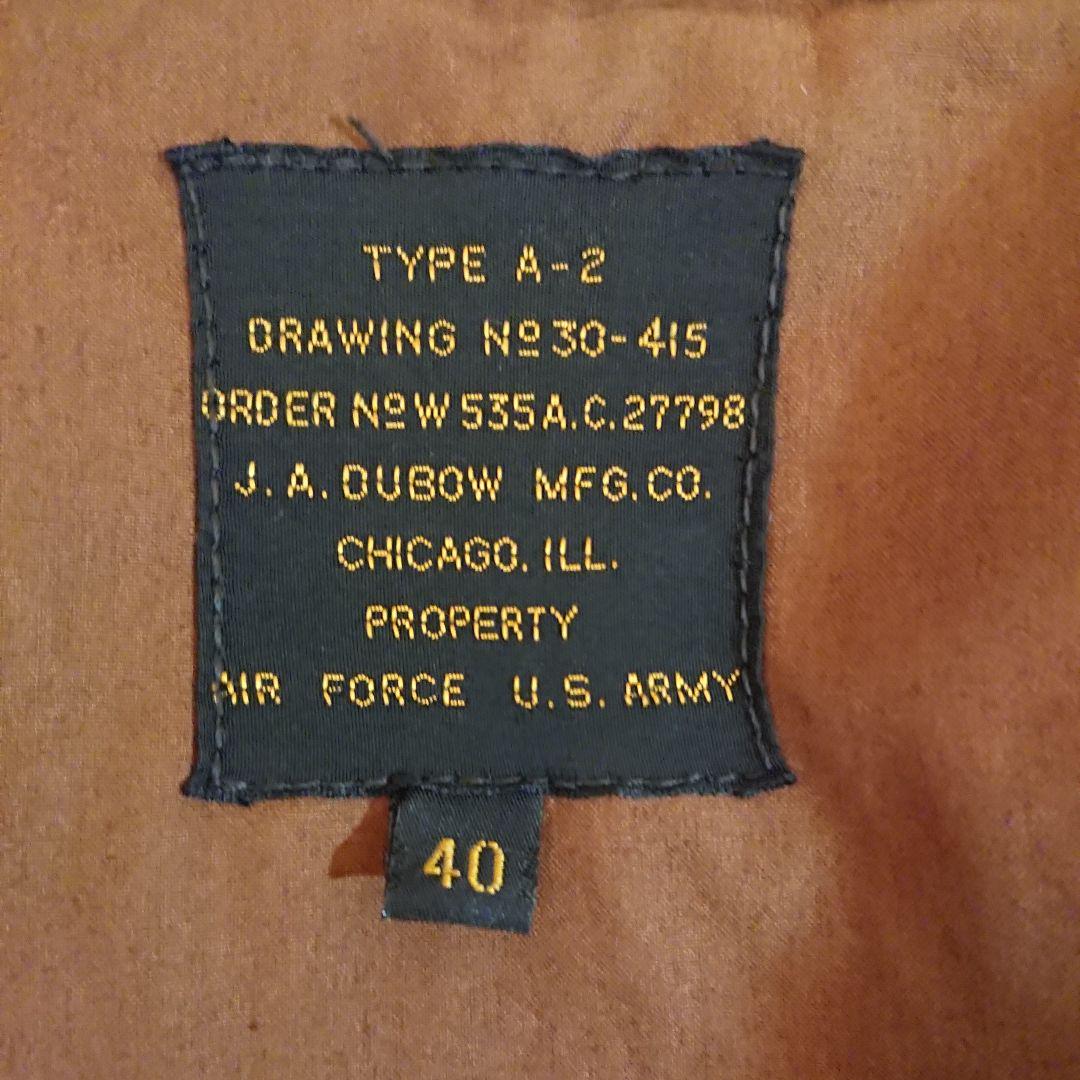 TYPE A-2
DRAWING Nº 30-415
ORDER Nº W 535 A.C. 27798
J. A. DUBOW MFG. CO.
CHICAGO. ILL.
PROPERTY
AIR FORCE U.S. ARMY
40